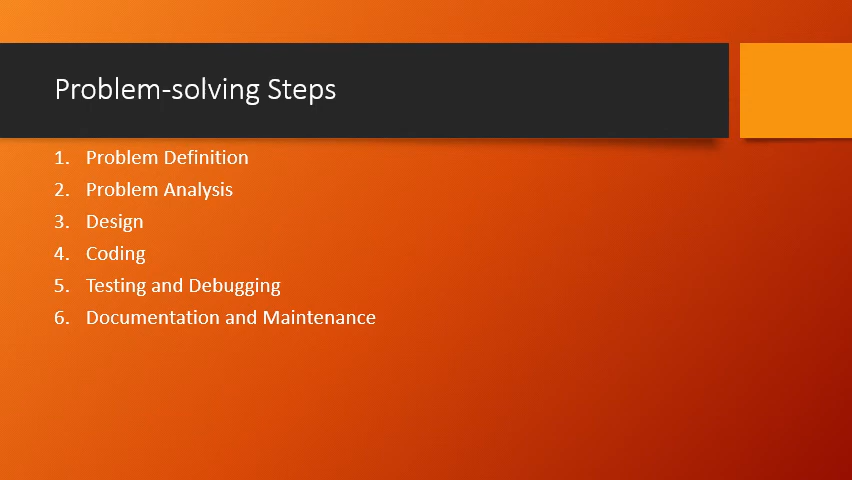 Problem-solving Steps
1. Problem Definition
2. Problem Analysis
3. Design
4. Coding
5. Testing and Debugging
6. Documentation and Maintenance